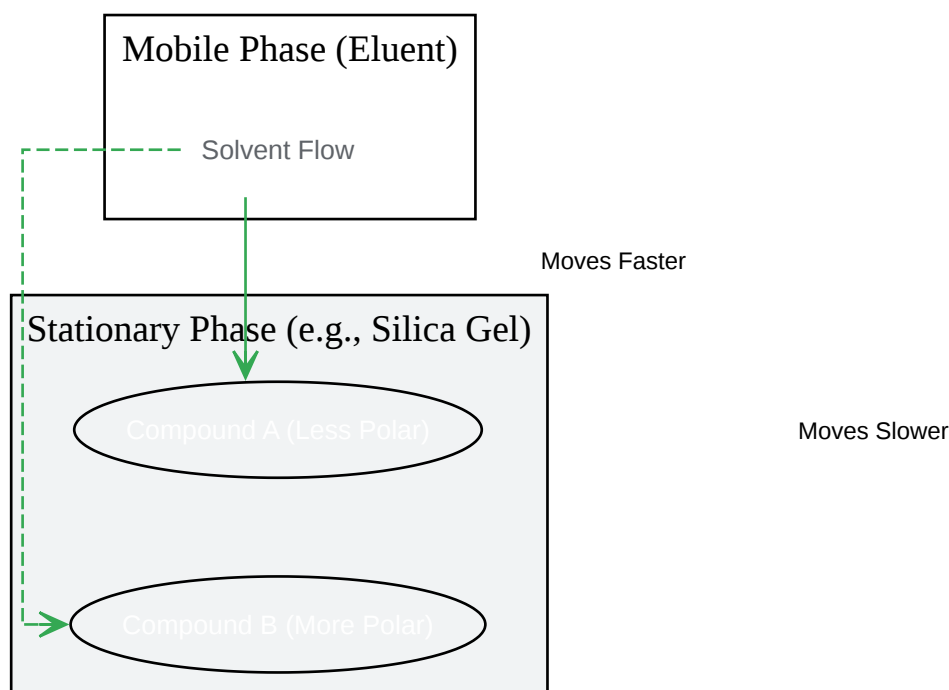 Mobile Phase (Eluent)
Solvent Flow
Moves Faster
Stationary Phase (e.g., Silica Gel)
Compound A (Less Polar)
Moves Slower
Compound B (More Polar)